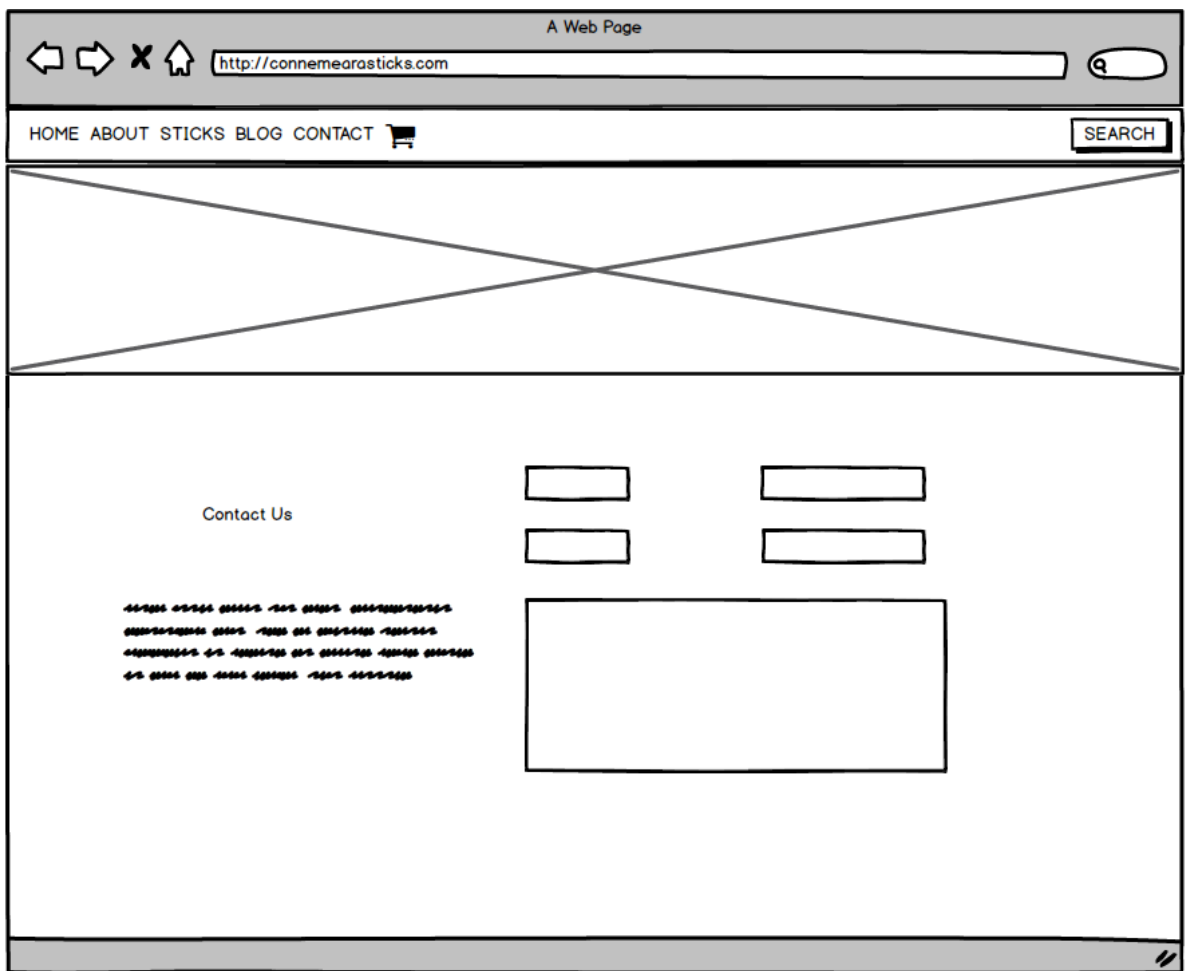 A Web Page
http://connemearasticks.com
HOME ABOUT STICKS BLOG CONTACT
SEARCH
Contact Us